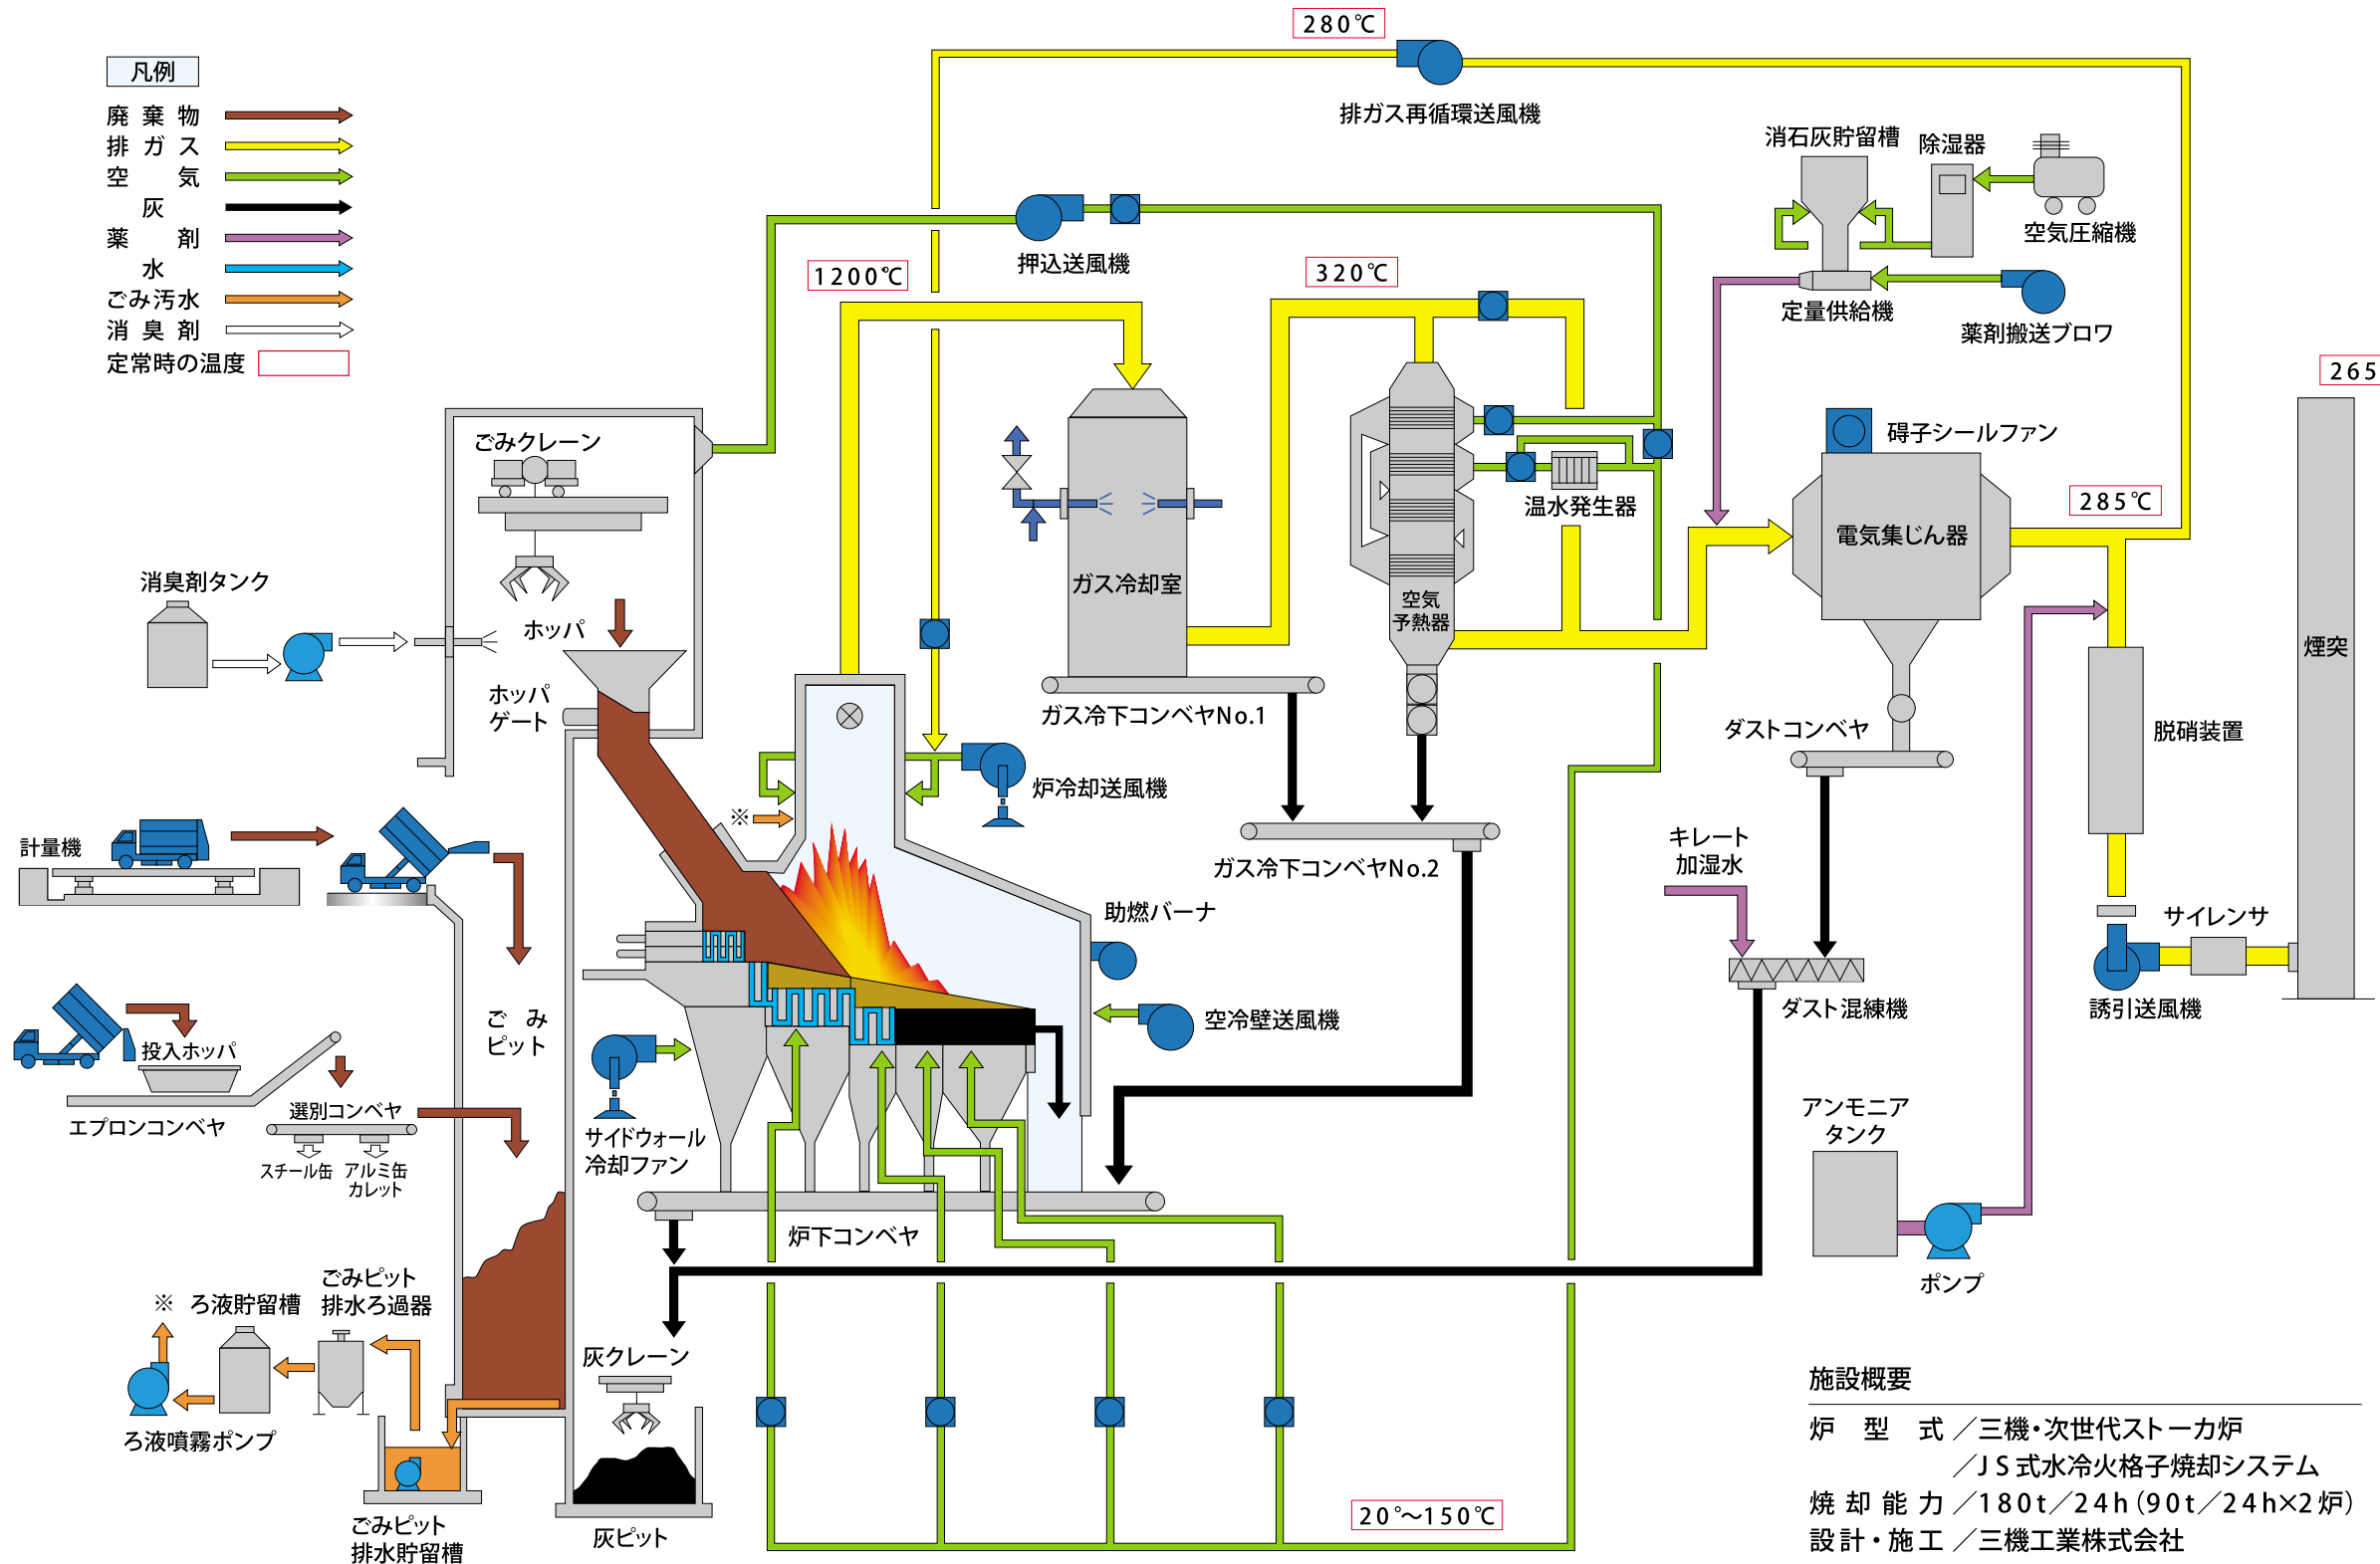 凡例
廃棄物
排ガス
空気
灰
薬剤
水
ごみ汚水
消臭剤
定常時の温度
280℃
排ガス再循環送風機
消石灰貯留槽
除湿器
空気圧縮機
押込送風機
1200℃
320℃
定量供給機
薬剤搬送ブロワ
265
ごみクレーン
碍子シールファン
285℃
温水発生器
電気集じん器
消臭剤タンク
ホッパ
ガス冷却室
空気
予熱器
煙突
ホッパ
ゲート
ガス冷下コンベヤNo.1
ダストコンベヤ
脱硝装置
炉冷却送風機
※
計量機
ガス冷下コンベヤNo.2
キレート
加湿水
助燃バーナ
サイレンサ
ごみ
ピット
空冷壁送風機
ダスト混練機
誘引送風機
投入ホッパ
エプロンコンベヤ
選別コンベヤ
スチール缶
アルミ缶
カレット
サイドウォール
冷却ファン
アンモニア
タンク
炉下コンベヤ
ポンプ
※
ろ液貯留槽
ごみピット
排水ろ過器
灰クレーン
ろ液噴霧ポンプ
ごみピット
排水貯留槽
灰ピット
20°～150℃
施設概要
炉型式／三機・次世代ストーカ炉
／JS式水冷火格子焼却システム
焼却能力／180t／24h（90t／24h×2炉）
設計・施工／三機工業株式会社